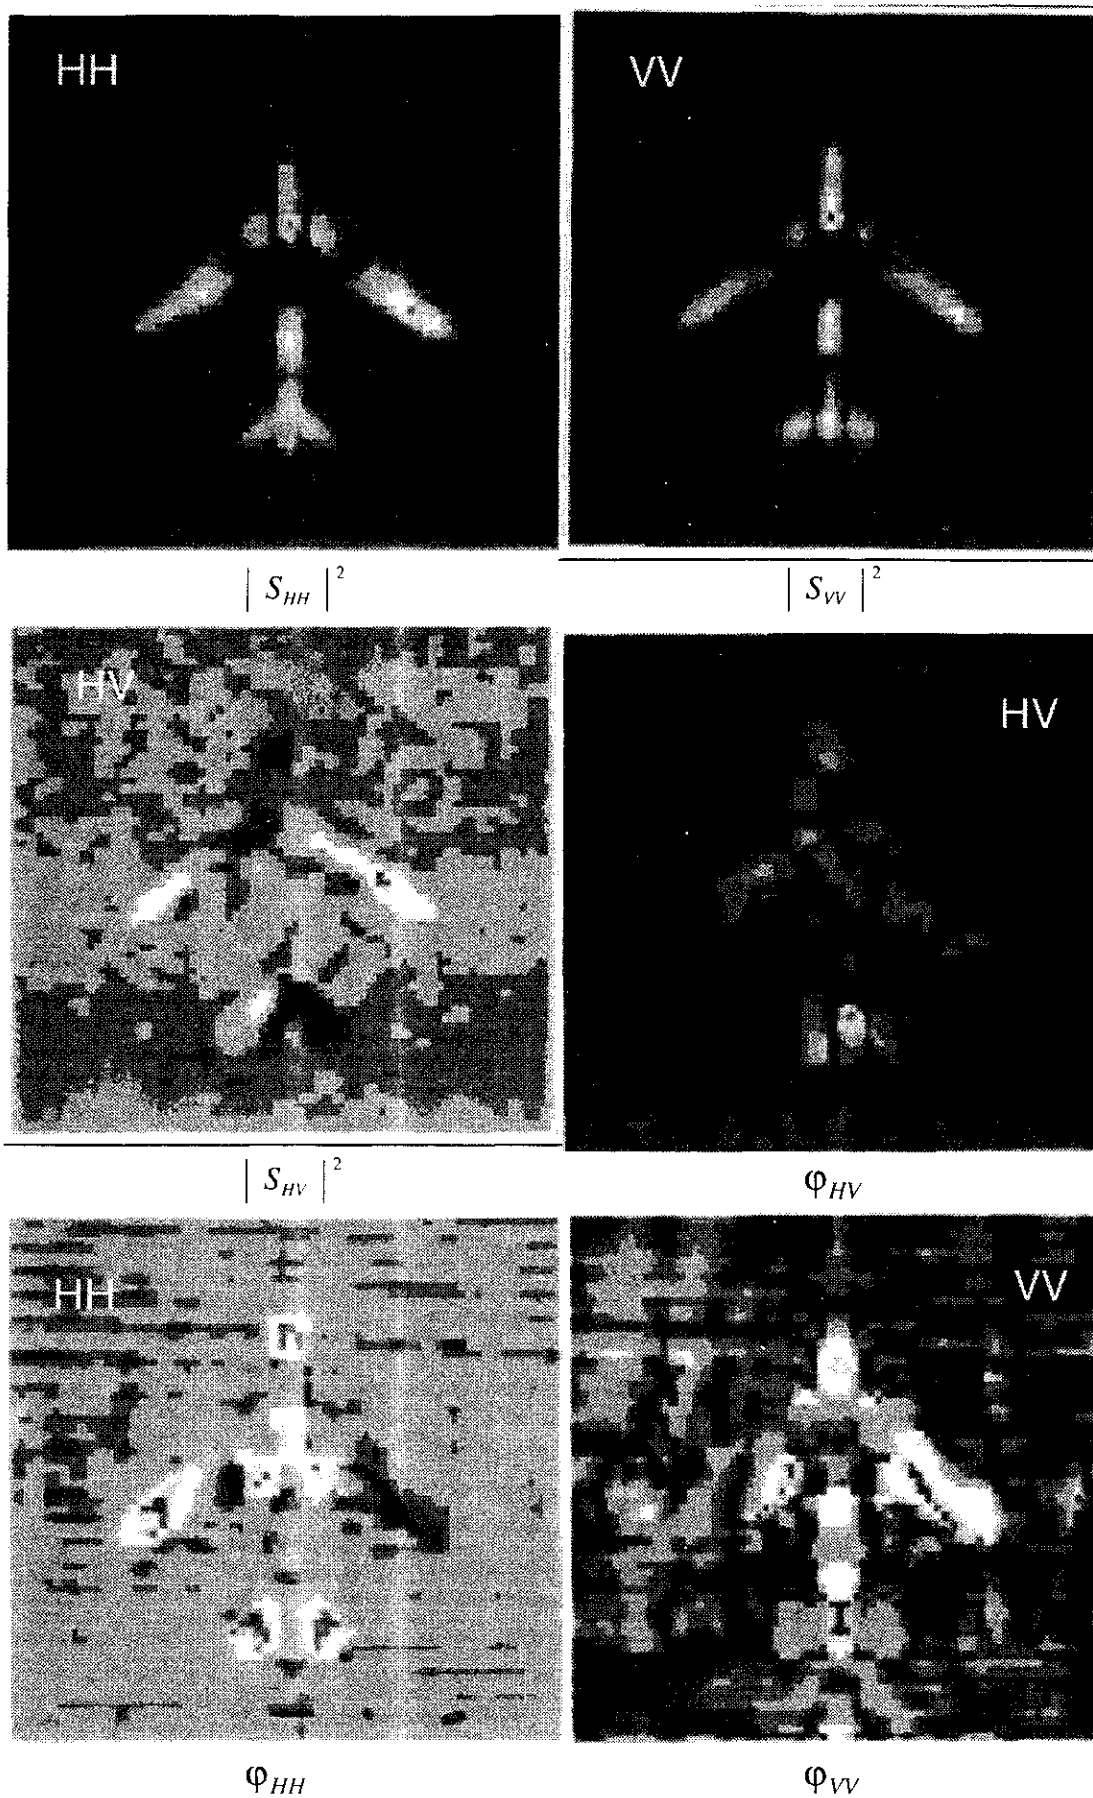 HH
VV
| S_HH |^2
| S_VV |^2
HV
HV
| S_HV |^2
φ_HV
HH
VV
φ_HH
φ_VV